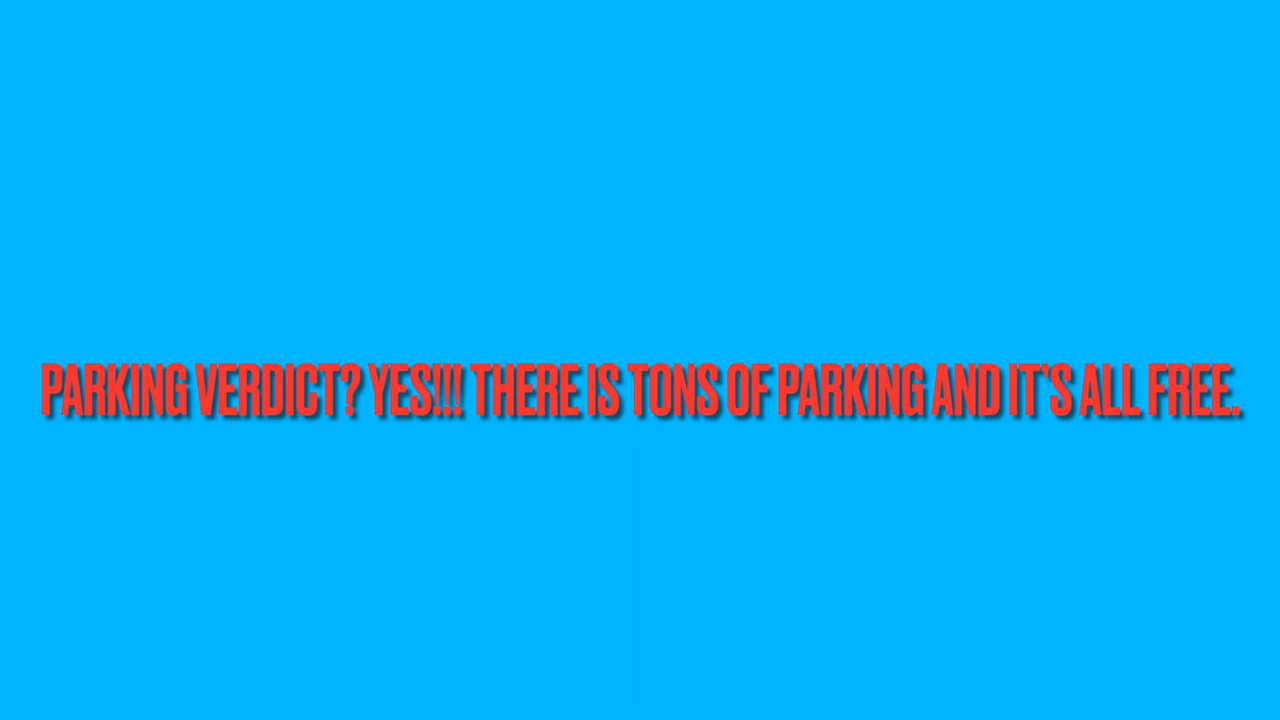 PARKING VERDICT? YES!!! THERE IS TONS OF PARKING AND IT'S ALL FREE.